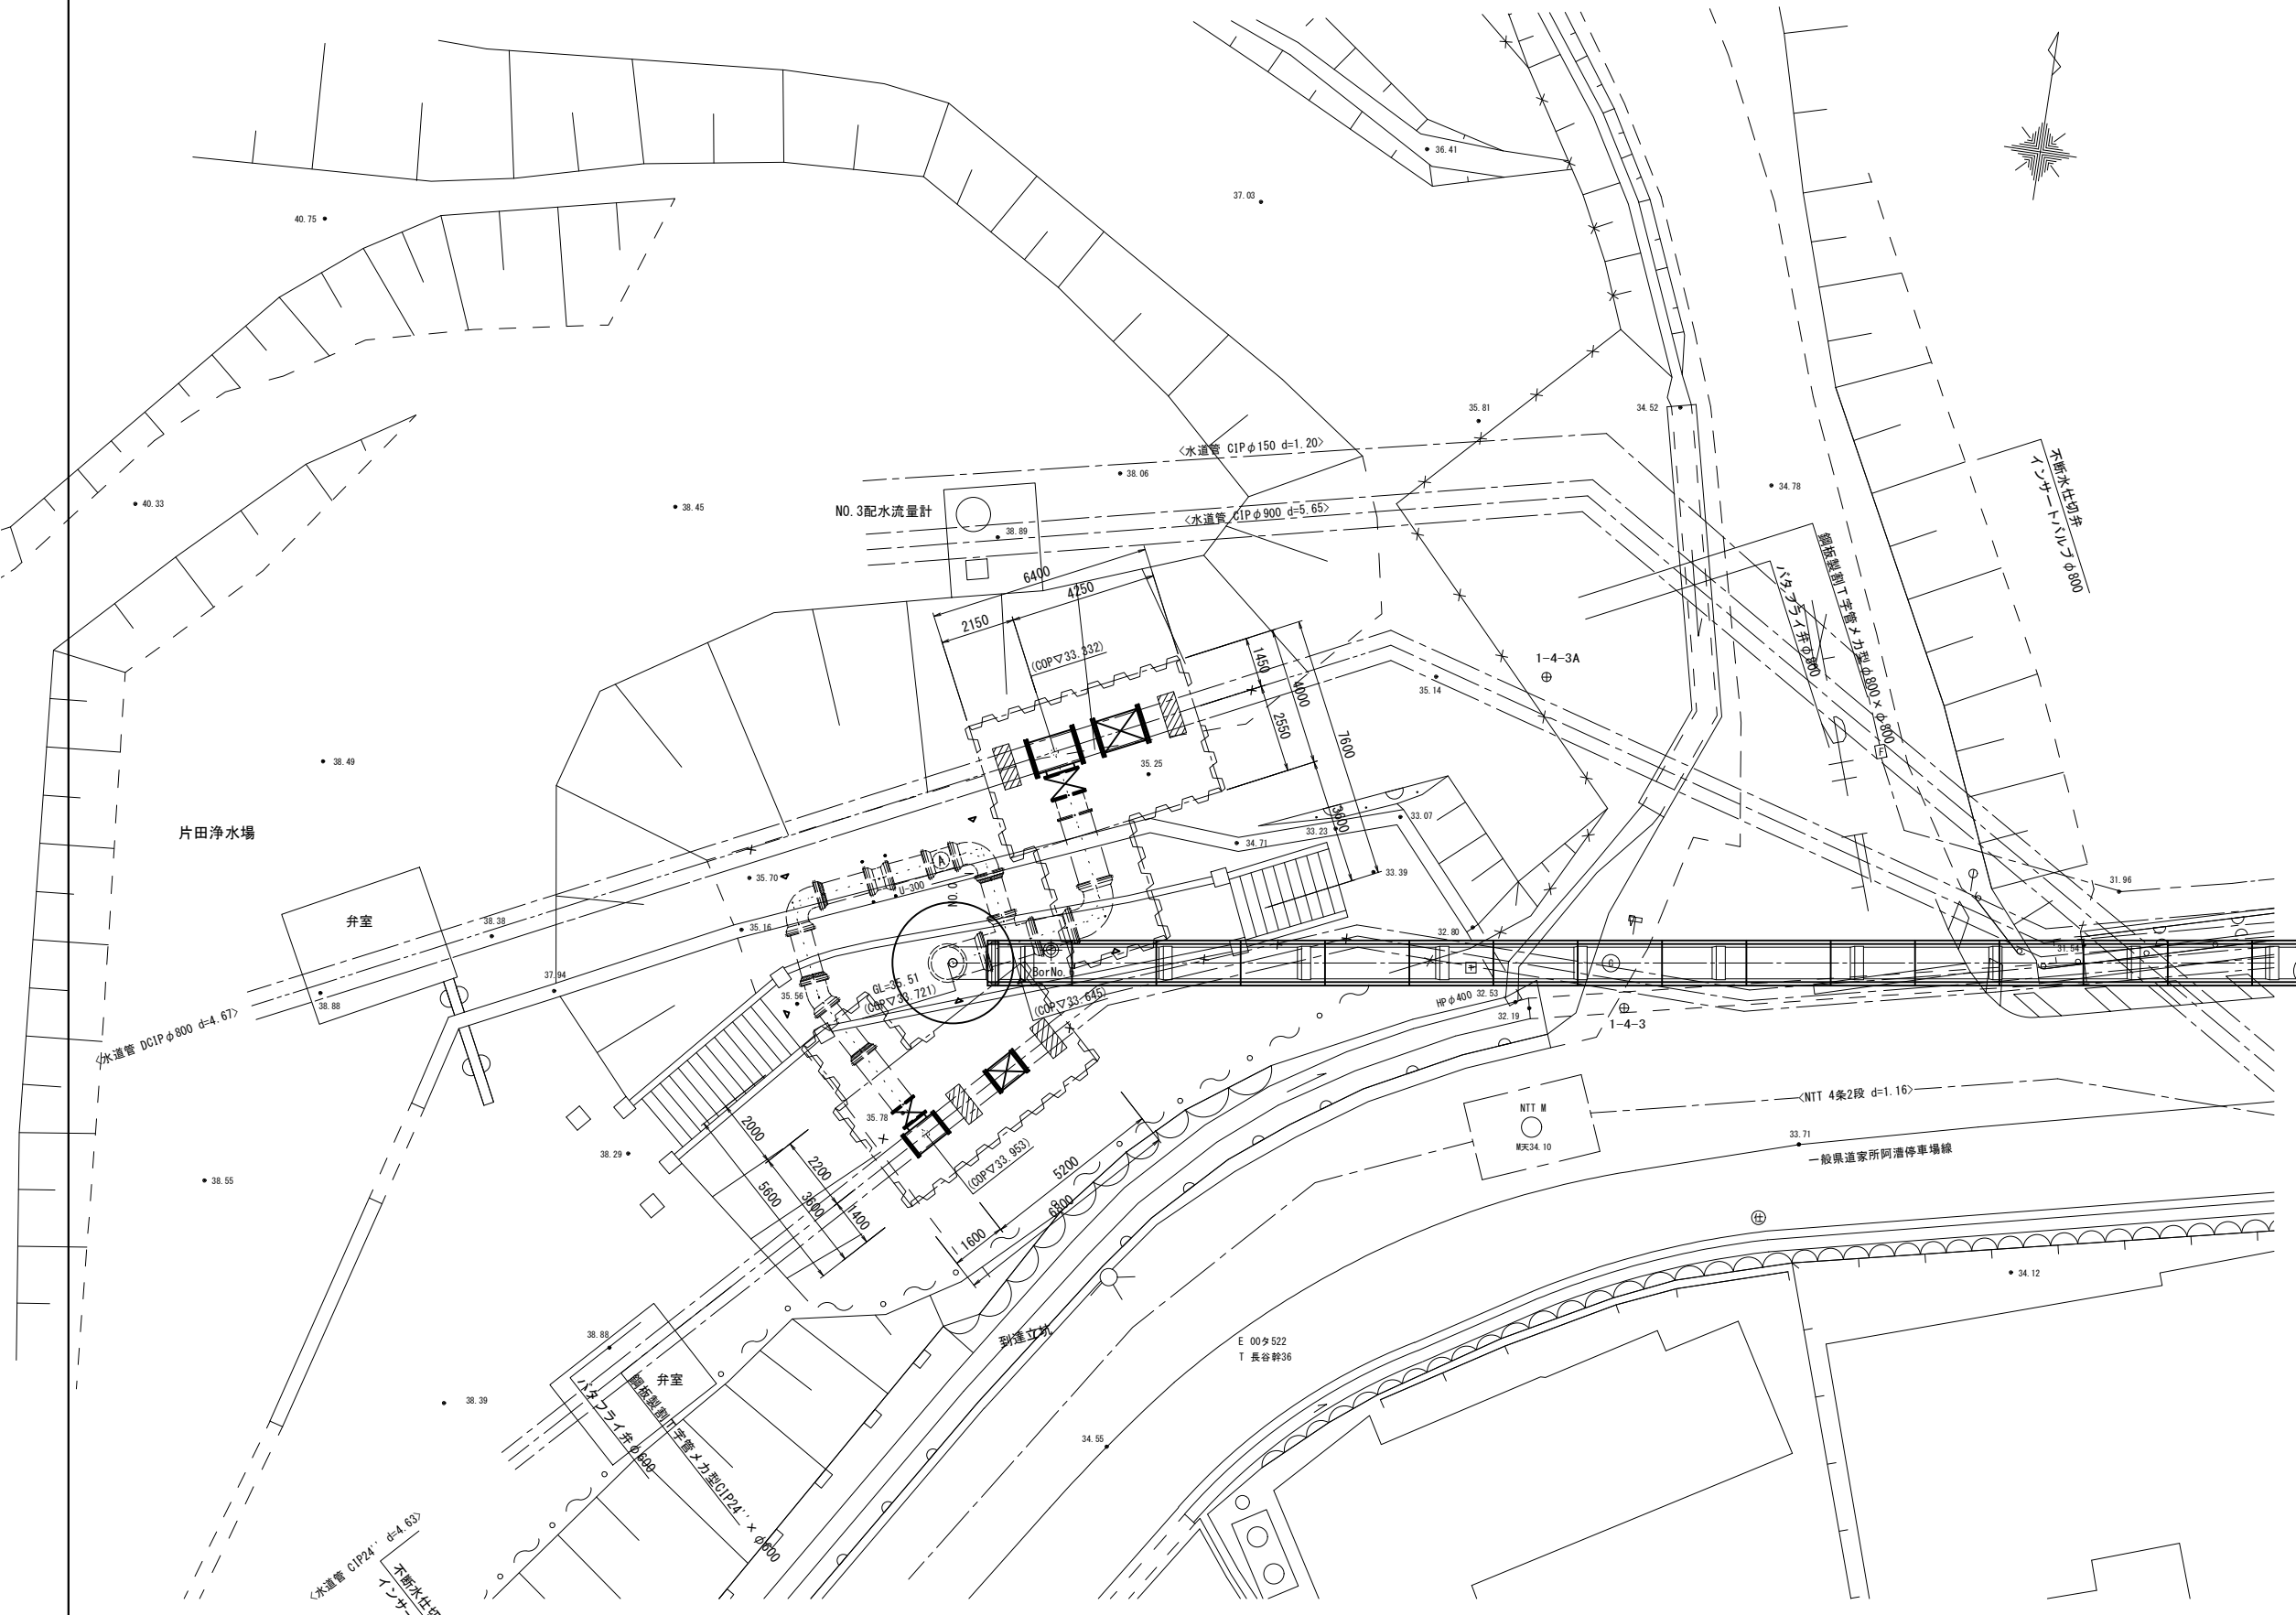 36.41
37.03
40.75
35.81
34.52
<水道管 CIPφ150 d=1.20>
38.06
34.78
40.33
38.45
NO.3配水流量計
<水道管 CIPφ900 d=5.65>
38.89
不断水仕切弁
インサートバルブφ800
鋼板製割T字管メカ型φ800×φ800
バタフライ弁φ800
6400
4250
2150
(COP▽33.332)
1450
4000
2550
7600
3600
1-4-3A
35.14
F
38.49
35.25
片田浄水場
33.07
33.23
34.71
A
35.70
U-300
33.39
31.96
弁室
38.38
35.16
32.80
31.54
37.94
BorNo.
G
GL=35.51
(COP▽33.721)
35.56
(COP▽33.645)
HPφ400
32.53
32.19
1-4-3
38.88
<水道管 DCIPφ800 d=4.67>
<NTT 4条2段 d=1.16>
NTT M
M天34.10
33.71
一般県道家所阿漕停車場線
35.78
2000
2200
5600
3600
1400
(COP▽33.953)
5200
6800
1600
38.29
38.55
仕
34.12
到達立坑
E 00タ522
T 長谷幹36
38.88
弁室
38.39
バタフライ弁φ600
鋼板製割T字管メカ型CIP24''×φ600
34.55
<水道管 CIP24'' d=4.63>
不断水仕切
インサー